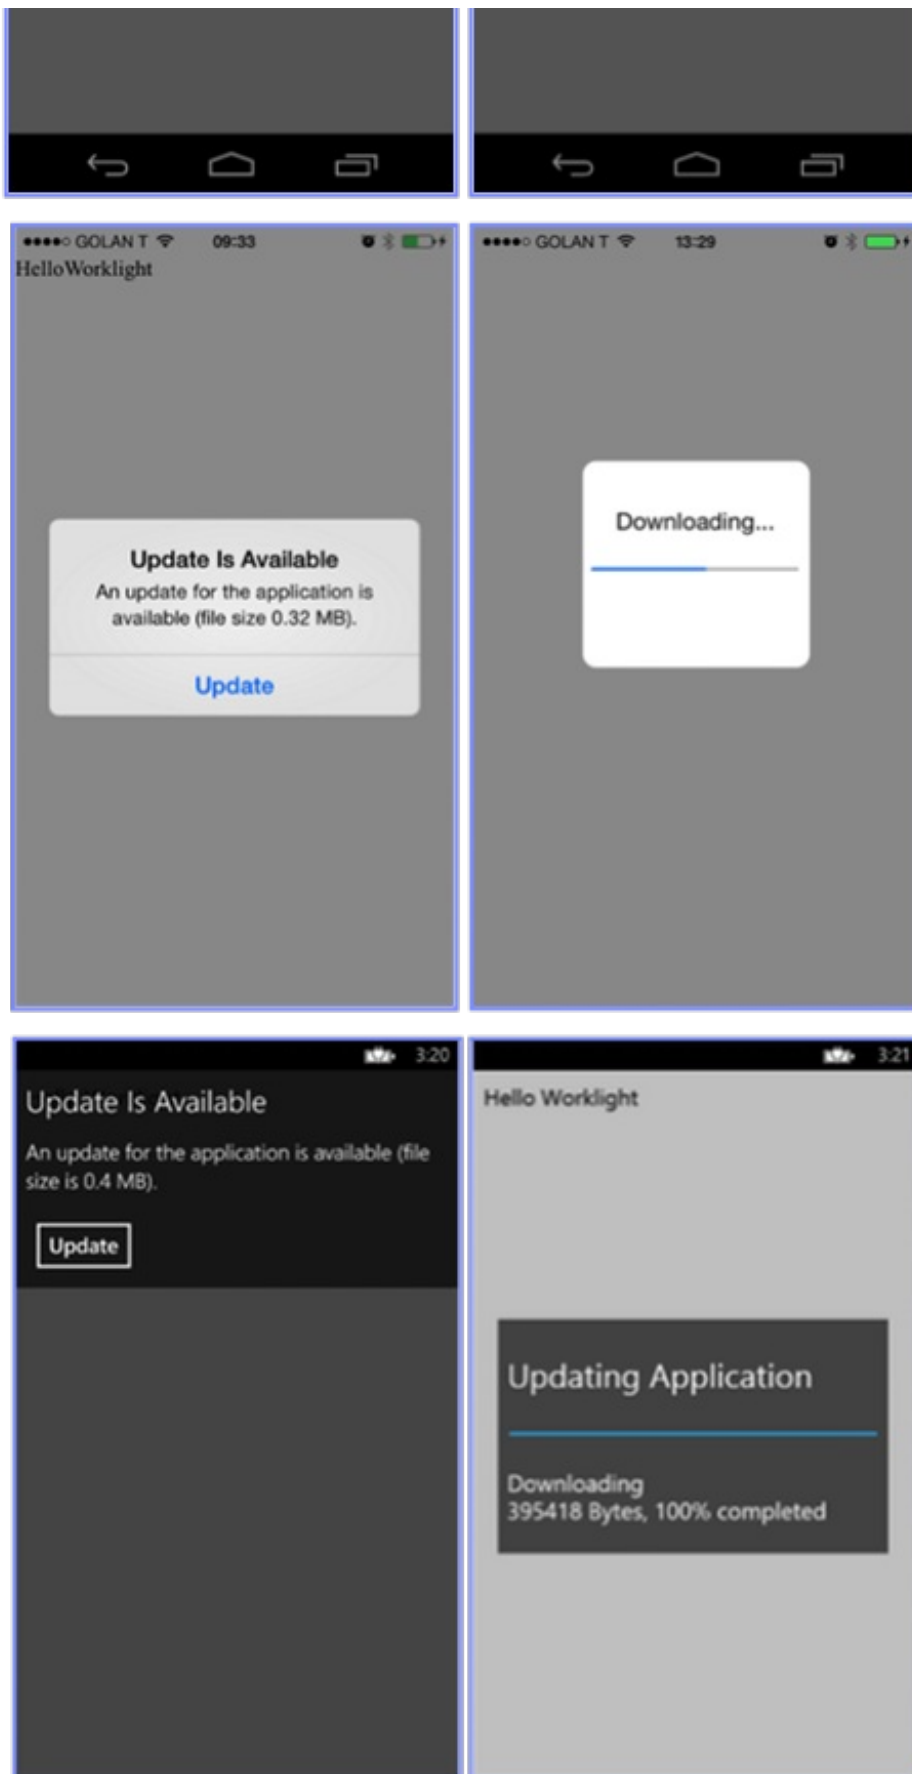 GOLAN T 09:33
HelloWorklight
Update Is Available
An update for the application is
available (file size 0.32 MB).
Update
GOLAN T 13:29
Downloading...
3:20
Update Is Available
An update for the application is available (file
size is 0.4 MB).
Update
3:21
Hello Worklight
Updating Application
Downloading
395418 Bytes, 100% completed